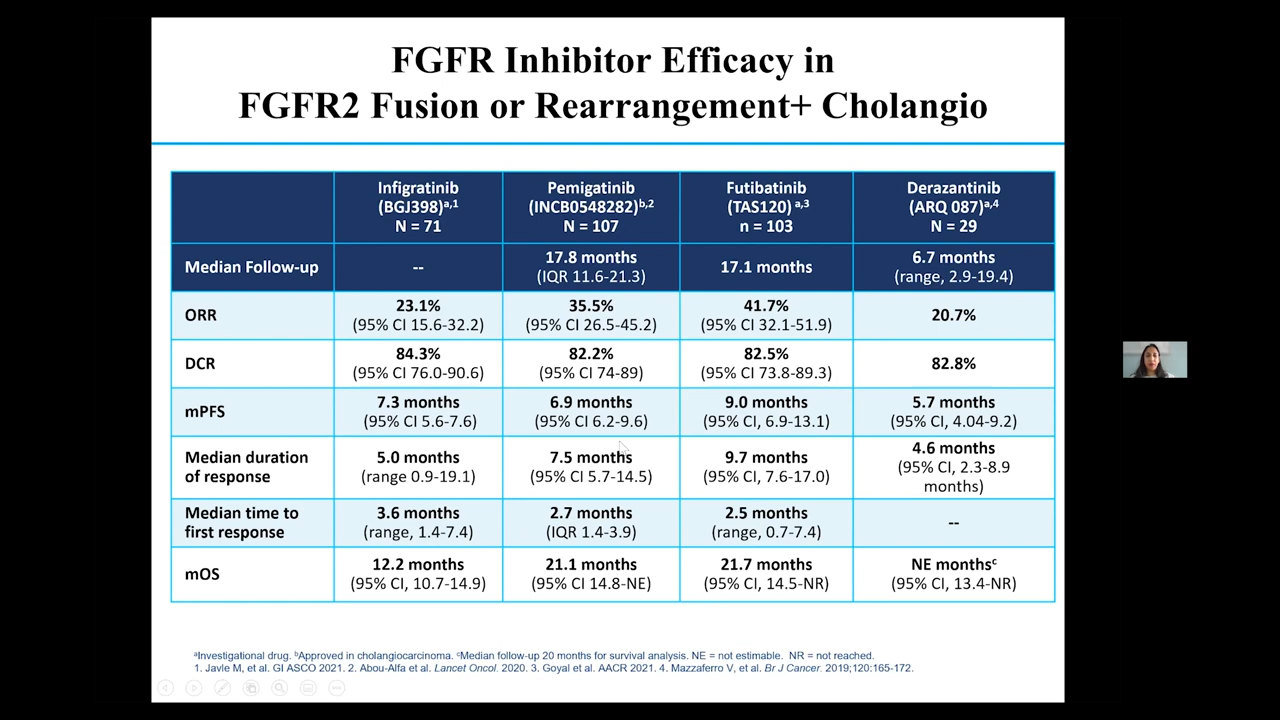 FGFR Inhibitor Efficacy in
FGFR2 Fusion or Rearrangement+ Cholangio
Infigratinib
(BGJ398)a,1
N = 71
Pemigatinib
(INCB0548282)b,2
N = 107
Futibatinib
(TAS120) a,3
n = 103
Derazantinib
(ARQ 087)a,4
N = 29
Median Follow-up
--
17.8 months
(IQR 11.6-21.3)
17.1 months
6.7 months
(range, 2.9-19.4)
ORR
23.1%
(95% CI 15.6-32.2)
35.5%
(95% CI 26.5-45.2)
41.7%
(95% CI 32.1-51.9)
20.7%
DCR
84.3%
(95% CI 76.0-90.6)
82.2%
(95% CI 74-89)
82.5%
(95% CI 73.8-89.3)
82.8%
mPFS
7.3 months
(95% CI 5.6-7.6)
6.9 months
(95% CI 6.2-9.6)
9.0 months
(95% CI, 6.9-13.1)
5.7 months
(95% CI, 4.04-9.2)
Median duration
of response
5.0 months
(range 0.9-19.1)
7.5 months
(95% CI 5.7-14.5)
9.7 months
(95% CI, 7.6-17.0)
4.6 months
(95% CI, 2.3-8.9
months)
Median time to
first response
3.6 months
(range, 1.4-7.4)
2.7 months
(IQR 1.4-3.9)
2.5 months
(range, 0.7-7.4)
--
mOS
12.2 months
(95% CI, 10.7-14.9)
21.1 months
(95% CI 14.8-NE)
21.7 months
(95% CI, 14.5-NR)
NE monthsc
(95% CI, 13.4-NR)
aInvestigational drug. bApproved in cholangiocarcinoma. cMedian follow-up 20 months for survival analysis. NE = not estimable. NR = not reached.
1. Javle M, et al. GI ASCO 2021. 2. Abou-Alfa et al. Lancet Oncol. 2020. 3. Goyal et al. AACR 2021. 4. Mazzaferro V, et al. Br J Cancer. 2019;120:165-172.